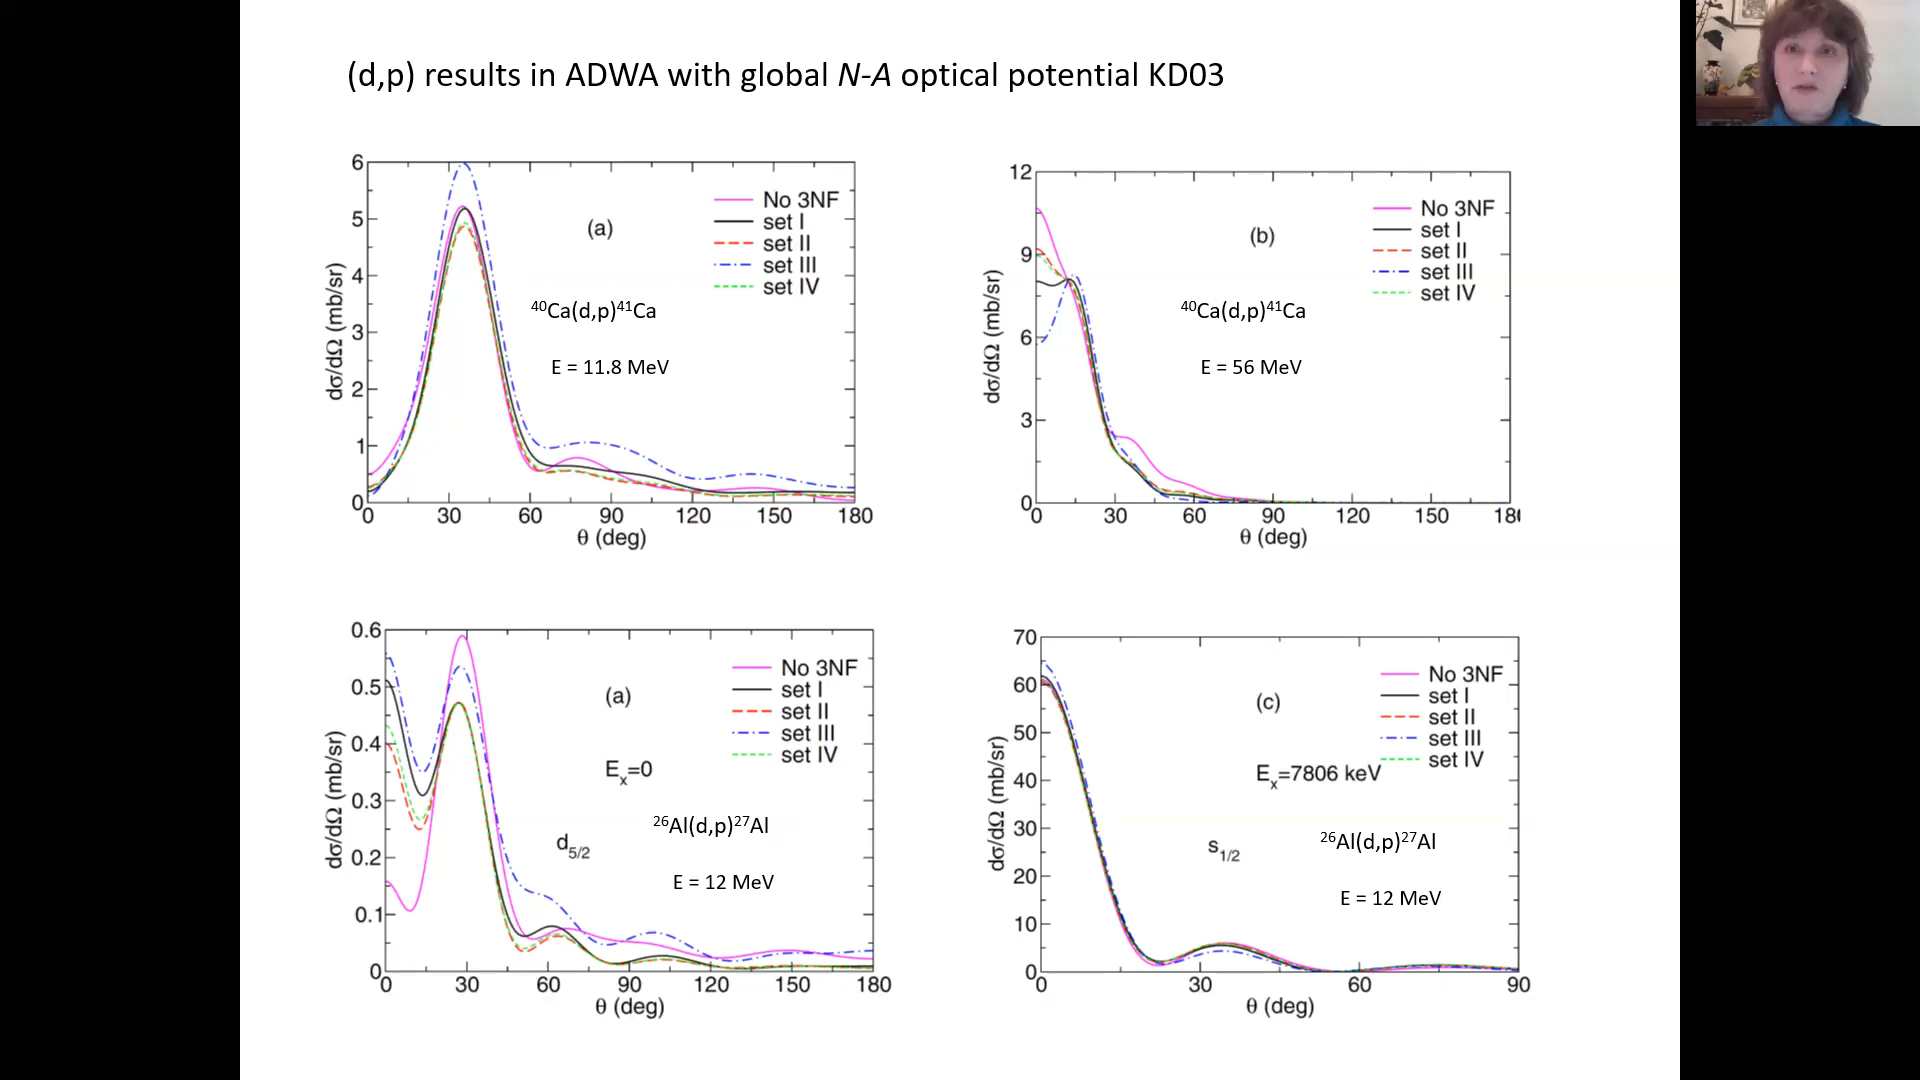 (d,p) results in ADWA with global N-A optical potential KD03
6
5
4
3
2
1
0
0 30 60 90 120 150 180
dσ/dΩ (mb/sr)
θ (deg)
(a)
No 3NF
set I
set II
set III
set IV
⁴⁰Ca(d,p)⁴¹Ca
E = 11.8 MeV
12
9
6
3
0
0 30 60 90 120 150 180
dσ/dΩ (mb/sr)
θ (deg)
(b)
No 3NF
set I
set II
set III
set IV
⁴⁰Ca(d,p)⁴¹Ca
E = 56 MeV
0.6
0.5
0.4
0.3
0.2
0.1
0
0 30 60 90 120 150 180
dσ/dΩ (mb/sr)
θ (deg)
(a)
No 3NF
set I
set II
set III
set IV
Eₓ=0
²⁶Al(d,p)²⁷Al
d5/2
E = 12 MeV
70
60
50
40
30
20
10
0
0 30 60 90
dσ/dΩ (mb/sr)
θ (deg)
(c)
No 3NF
set I
set II
set III
set IV
Eₓ=7806 keV
²⁶Al(d,p)²⁷Al
s1/2
E = 12 MeV